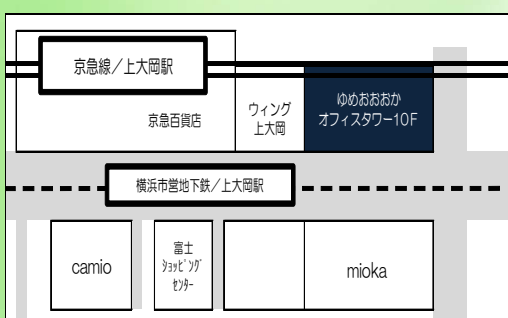 京急線／上大岡駅
京急百貨店
ウィング
上大岡
ゆめおおおか
オフィスタワー10F
横浜市営地下鉄／上大岡駅
camio
富士
ｼｮｯﾋﾟﾝｸﾞ
ｾﾝﾀｰ
mioka